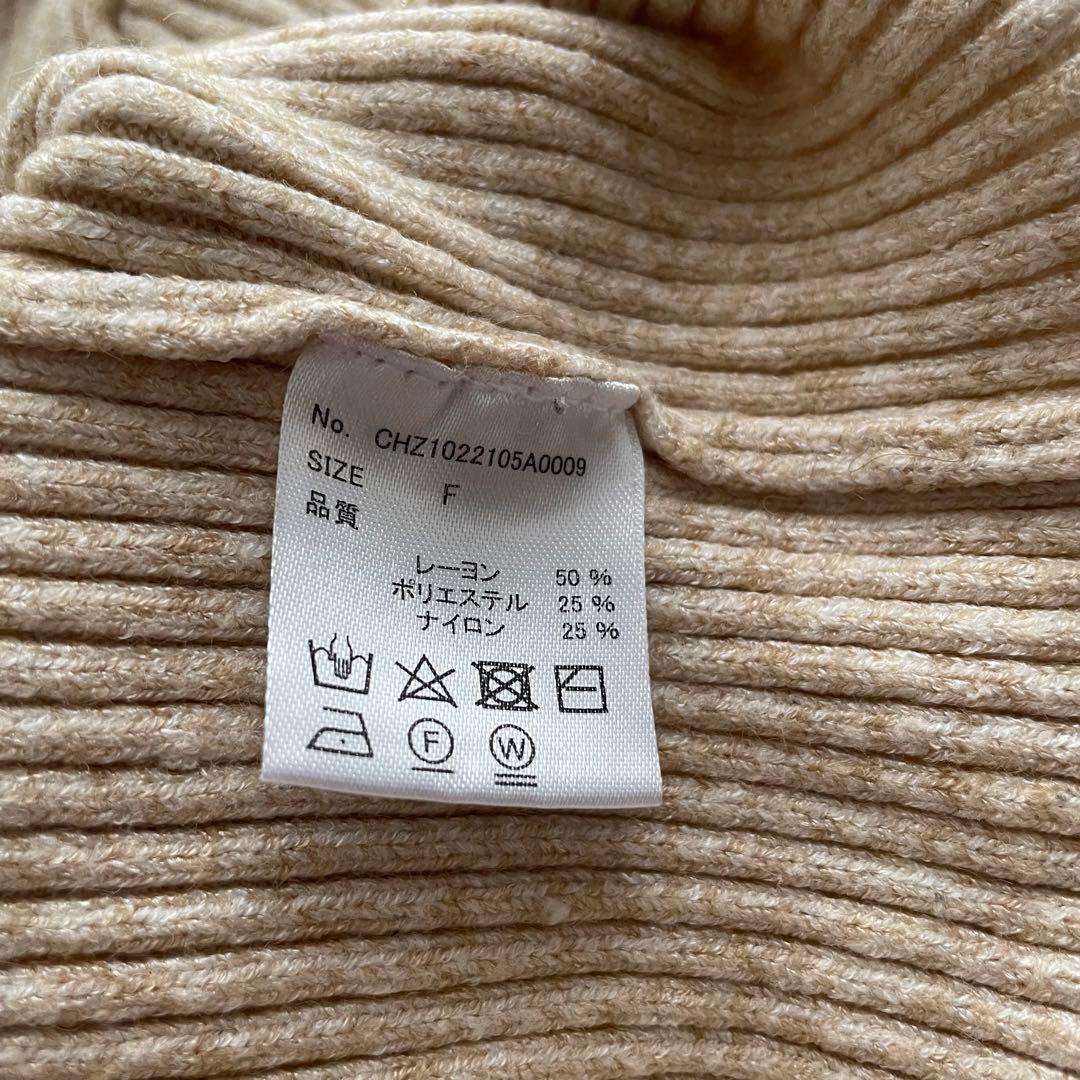 No. CHZ1022105A0009
SIZE F
品質
レーヨン 50 %
ポリエステル 25 %
ナイロン 25 %
F W